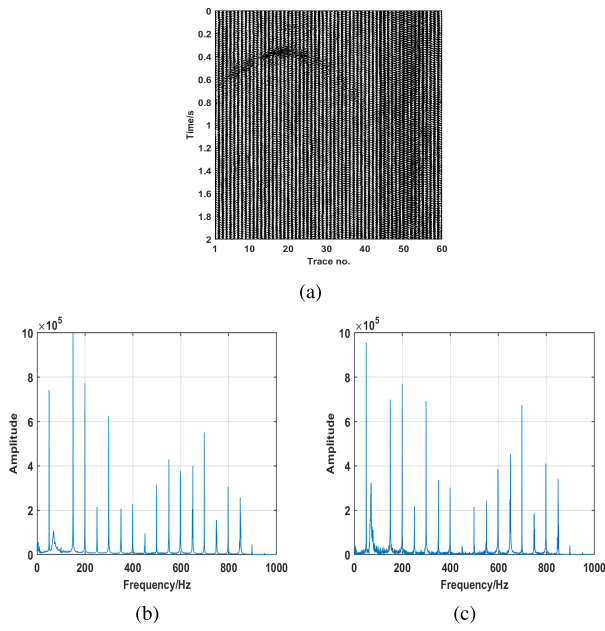 0
0.2
0.4
0.6
0.8
1
1.2
1.4
1.6
1.8
2
Time/s
1 10 20 30 40 50 60
Trace no.
(a)
×10⁵ ×10⁵
10 10
8 8
6 6
4 4
2 2
0 0
Amplitude Amplitude
0 200 400 600 800 1000 0 200 400 600 800 1000
Frequency/Hz Frequency/Hz
(b) (c)